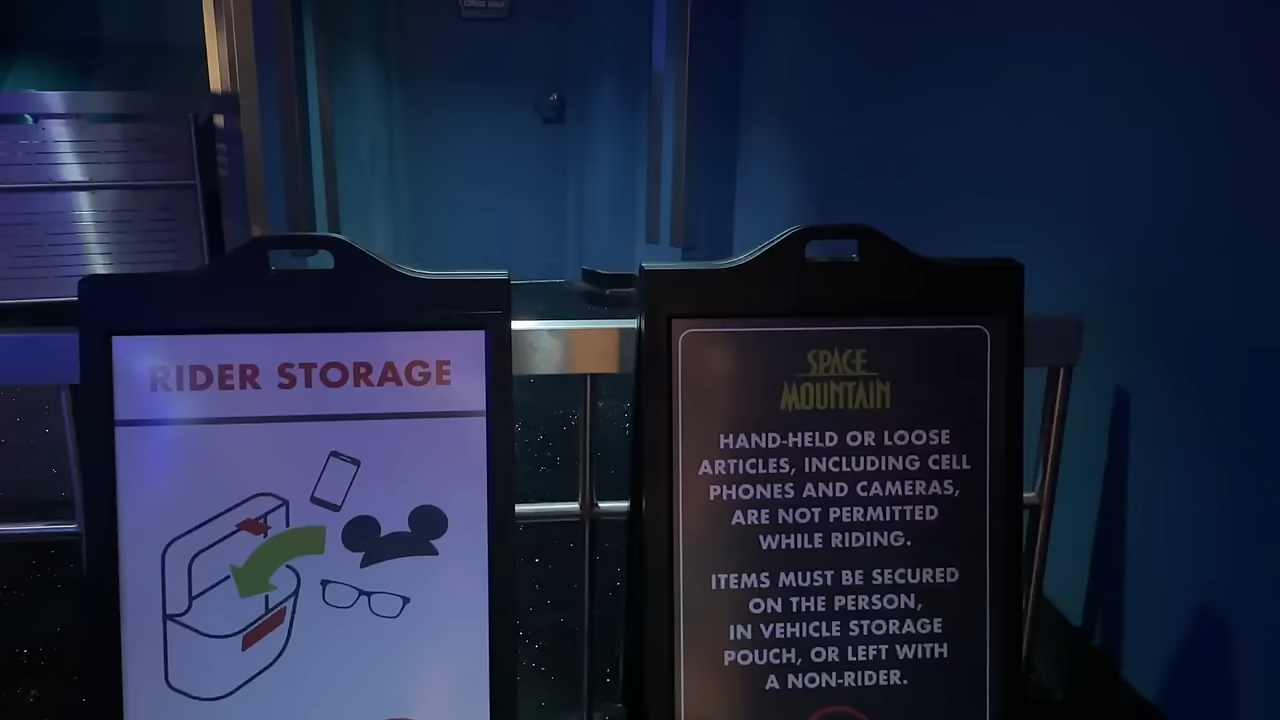 RIDER STORAGE
SPACE
MOUNTAIN
HAND-HELD OR LOOSE
ARTICLES, INCLUDING CELL
PHONES AND CAMERAS,
ARE NOT PERMITTED
WHILE RIDING.
ITEMS MUST BE SECURED
ON THE PERSON,
IN VEHICLE STORAGE
POUCH, OR LEFT WITH
A NON-RIDER.